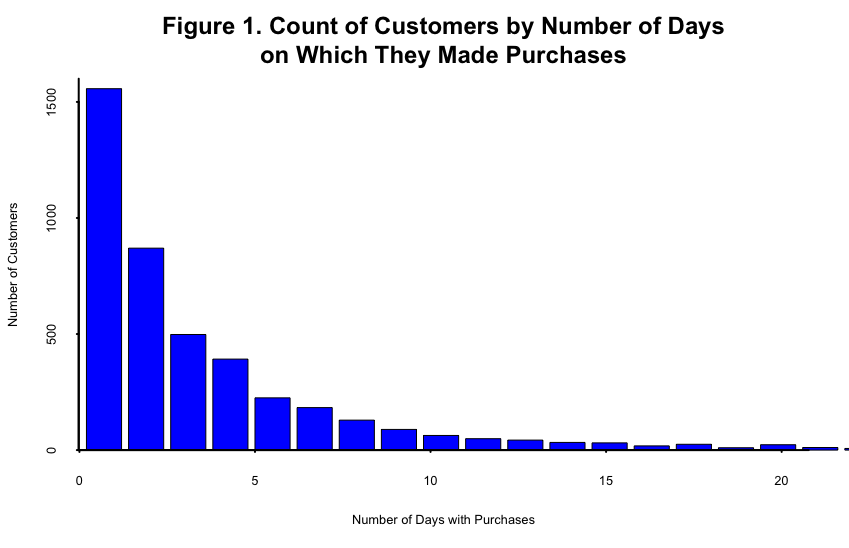 Figure 1. Count of Customers by Number of Days
on Which They Made Purchases
Number of Customers
1500
1000
500
0
0 5 10 15 20
Number of Days with Purchases